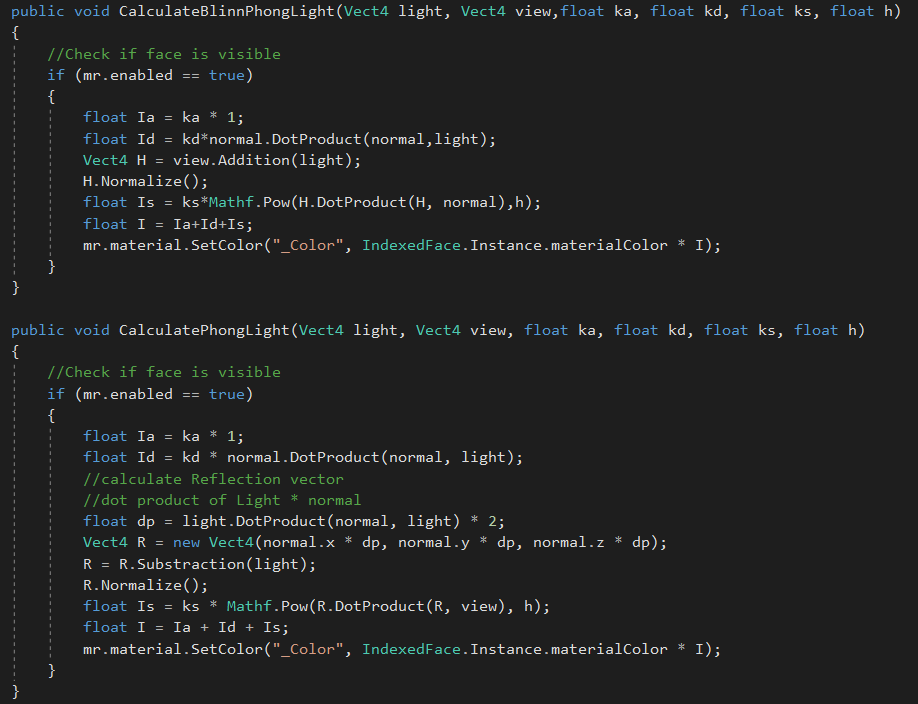 public void CalculateBlinnPhongLight(Vect4 light, Vect4 view,float ka, float kd, float ks, float h)
{
//Check if face is visible
if (mr.enabled == true)
{
float Ia = ka * 1;
float Id = kd*normal.DotProduct(normal,light);
Vect4 H = view.Addition(light);
H.Normalize();
float Is = ks*Mathf.Pow(H.DotProduct(H, normal),h);
float I = Ia+Id+Is;
mr.material.SetColor("_Color", IndexedFace.Instance.materialColor * I);
}
}
public void CalculatePhongLight(Vect4 light, Vect4 view, float ka, float kd, float ks, float h)
{
//Check if face is visible
if (mr.enabled == true)
{
float Ia = ka * 1;
float Id = kd * normal.DotProduct(normal, light);
//calculate Reflection vector
//dot product of Light * normal
float dp = light.DotProduct(normal, light) * 2;
Vect4 R = new Vect4(normal.x * dp, normal.y * dp, normal.z * dp);
R = R.Substraction(light);
R.Normalize();
float Is = ks * Mathf.Pow(R.DotProduct(R, view), h);
float I = Ia + Id + Is;
mr.material.SetColor("_Color", IndexedFace.Instance.materialColor * I);
}
}